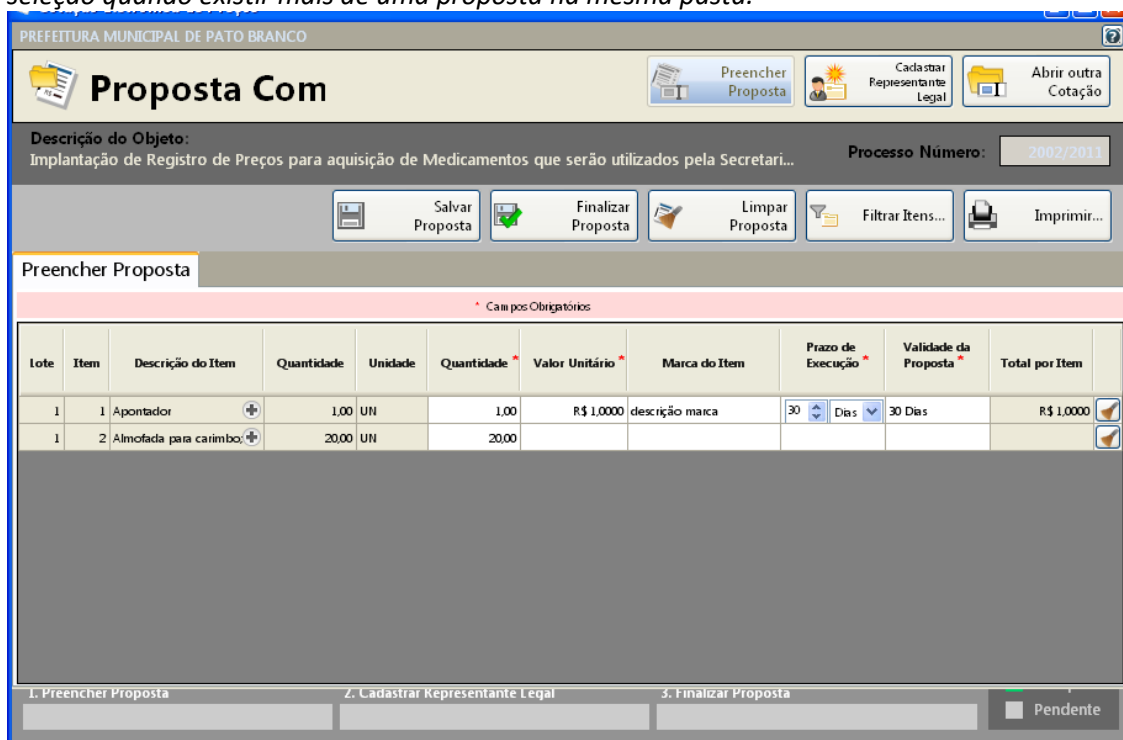 seleção quando existir mais de uma proposta na mesma pasta.
PREFEITURA MUNICIPAL DE PATO BRANCO
Proposta Com
Preencher
Proposta
Cadastrar
Representante
Legal
Abrir outra
Cotação
Descrição do Objeto:
Implantação de Registro de Preços para aquisição de Medicamentos que serão utilizados pela Secretari...
Processo Número: 2002/2011
Salvar
Proposta
Finalizar
Proposta
Limpar
Proposta
Filtrar Itens...
Imprimir...
Preencher Proposta
* Campos Obrigatórios
Lote Item Descrição do Item Quantidade Unidade Quantidade * Valor Unitário * Marca do Item Prazo de Execução * Validade da Proposta * Total por Item
1 1 Apontador 1,00 UN 1,00 R$ 1,0000 descrição marca 30 Dias 30 Dias R$ 1,0000
1 2 Almofada para carimbo; 20,00 UN 20,00
1. Preencher Proposta 2. Cadastrar Representante Legal 3. Finalizar Proposta
Pendente